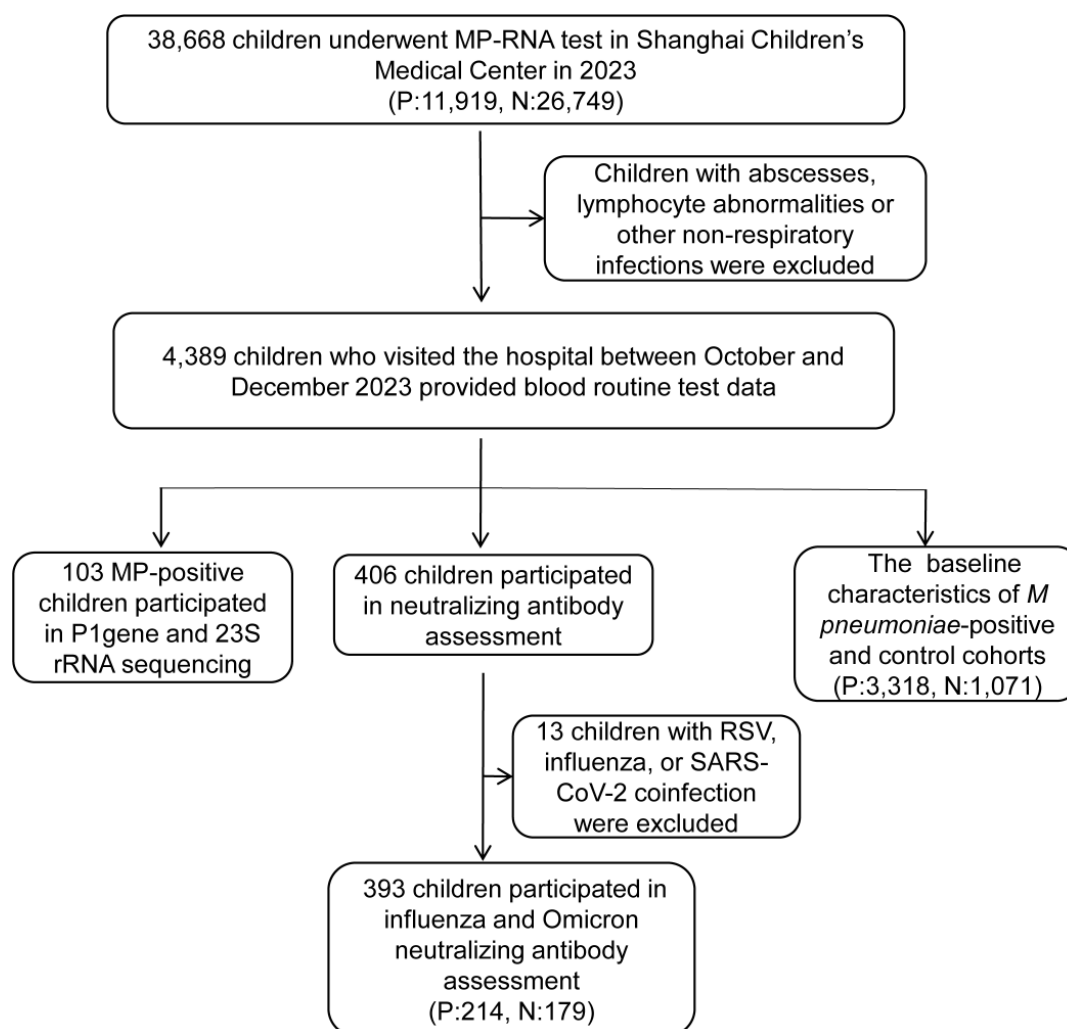 38,668 children underwent MP-RNA test in Shanghai Children's
Medical Center in 2023
(P:11,919, N:26,749)
Children with abscesses,
lymphocyte abnormalities or
other non-respiratory
infections were excluded
4,389 children who visited the hospital between October and
December 2023 provided blood routine test data
103 MP-positive
children participated
in P1gene and 23S
rRNA sequencing
406 children participated
in neutralizing antibody
assessment
The baseline
characteristics of M
pneumoniae-positive
and control cohorts
(P:3,318, N:1,071)
13 children with RSV,
influenza, or SARS-
CoV-2 coinfection
were excluded
393 children participated in
influenza and Omicron
neutralizing antibody
assessment
(P:214, N:179)